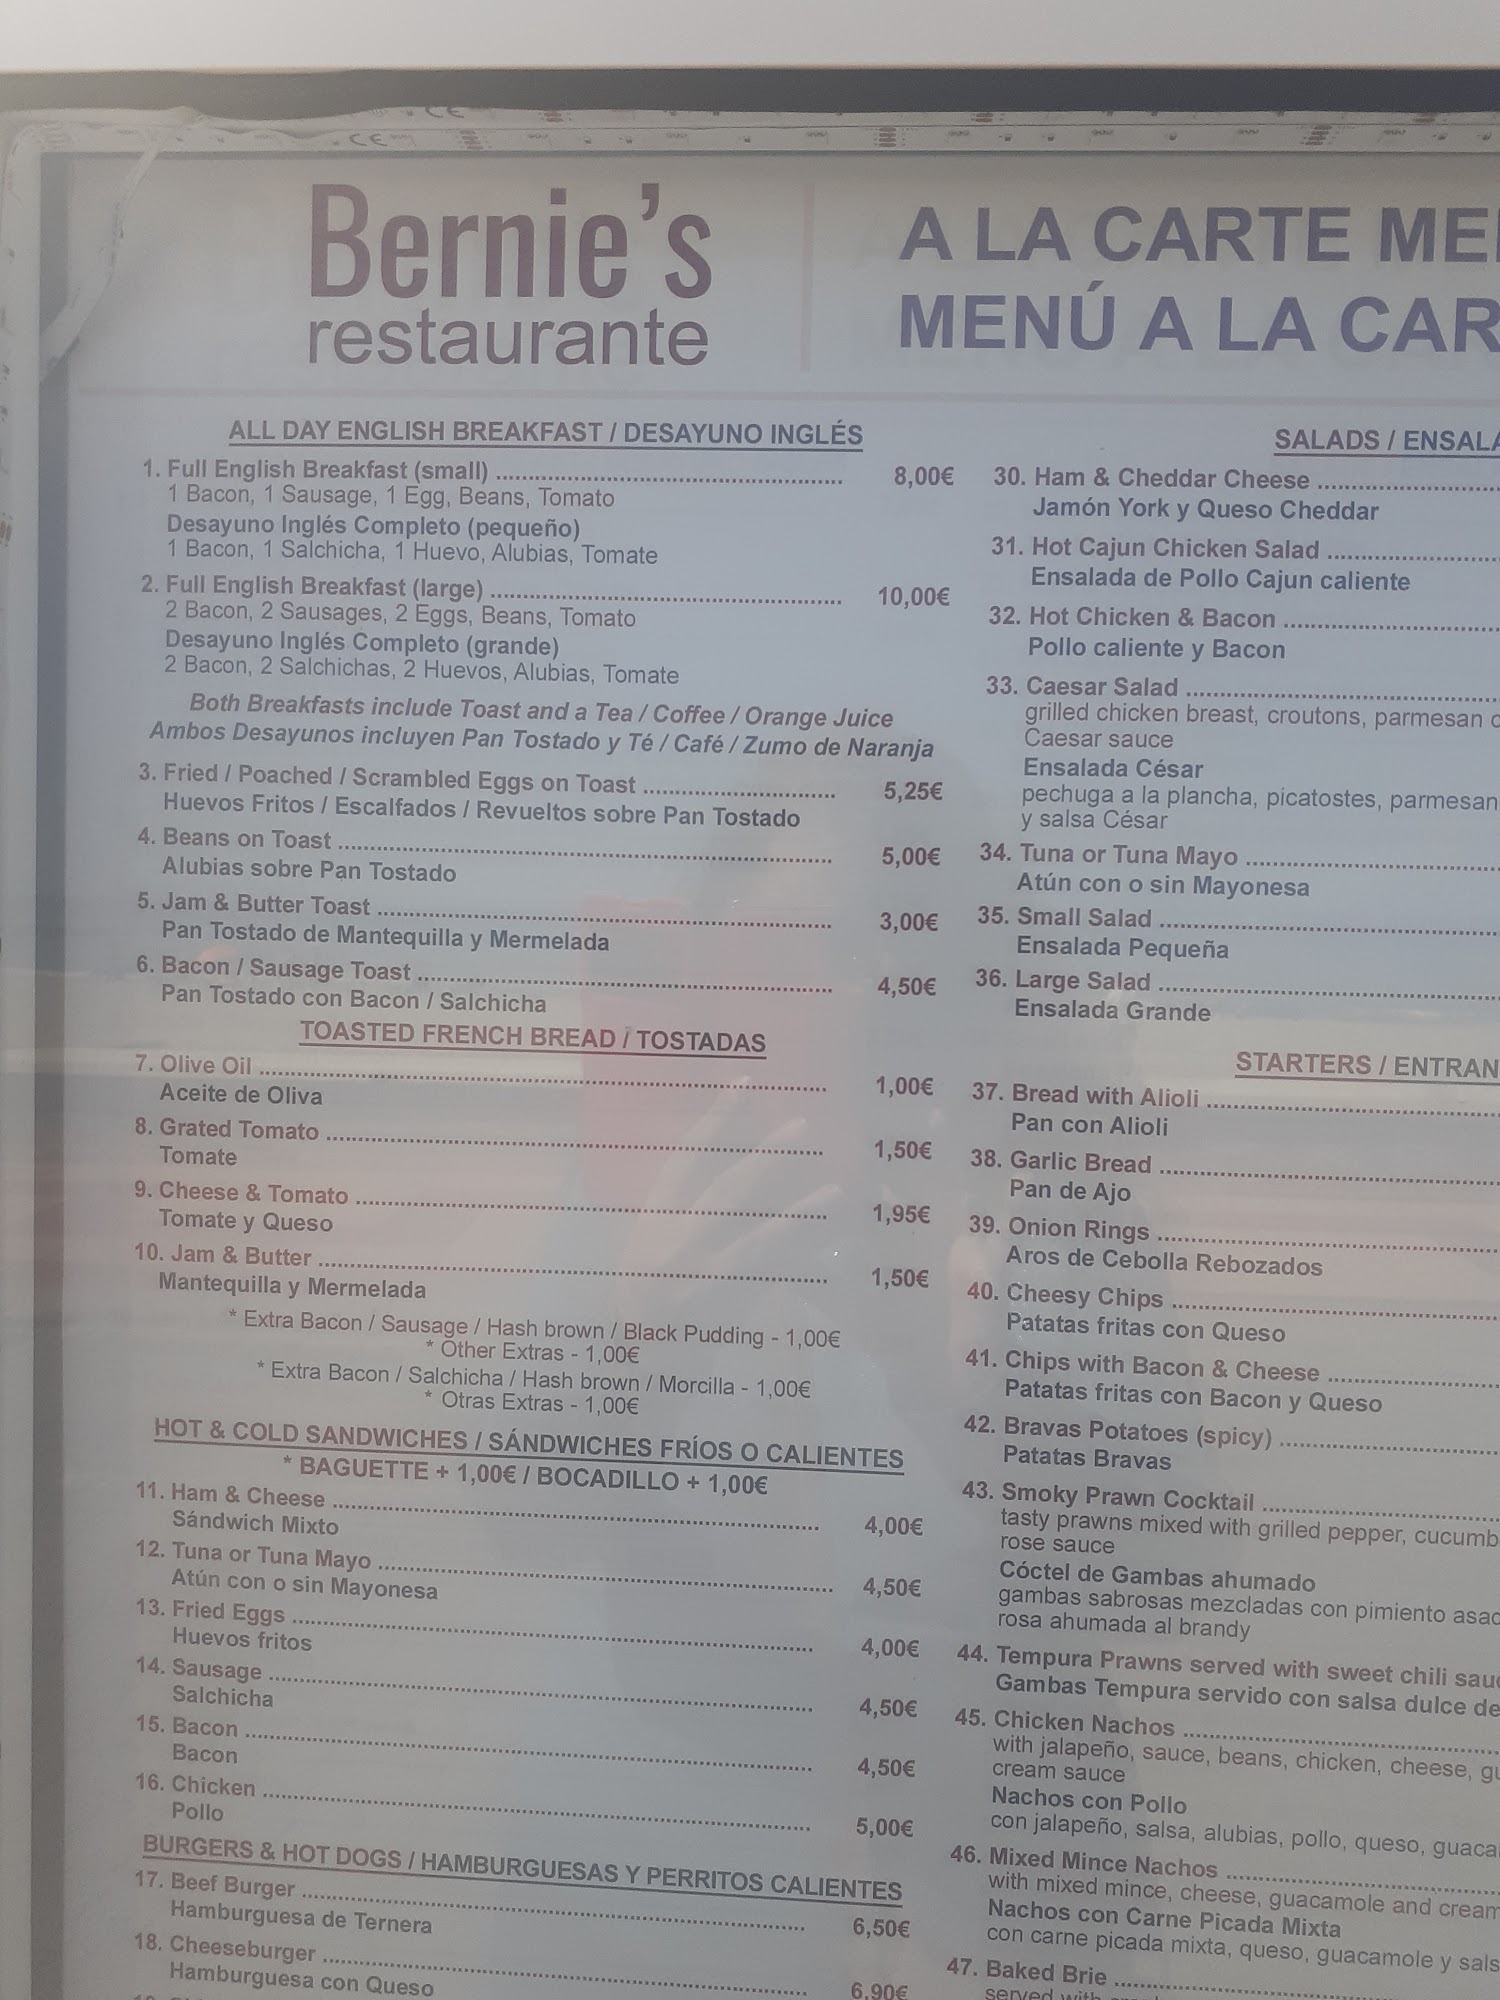 CE
CE
Bernie's
restaurante
A LA CARTE
MENÚ A LA
ALL DAY ENGLISH BREAKFAST / DESAYUNO INGLÉS
1. Full English Breakfast (small) 8,00€
1 Bacon, 1 Sausage, 1 Egg, Beans, Tomato
Desayuno Inglés Completo (pequeño)
1 Bacon, 1 Salchicha, 1 Huevo, Alubias, Tomate
2. Full English Breakfast (large) 10,00€
2 Bacon, 2 Sausages, 2 Eggs, Beans, Tomato
Desayuno Inglés Completo (grande)
2 Bacon, 2 Salchichas, 2 Huevos, Alubias, Tomate
Both Breakfasts include Toast and a Tea / Coffee / Orange Juice
Ambos Desayunos incluyen Pan Tostado y Té / Café / Zumo de Naranja
3. Fried / Poached / Scrambled Eggs on Toast 5,25€
Huevos Fritos / Escalfados / Revueltos sobre Pan Tostado
4. Beans on Toast 5,00€
Alubias sobre Pan Tostado
5. Jam & Butter Toast 3,00€
Pan Tostado de Mantequilla y Mermelada
6. Bacon / Sausage Toast 4,50€
Pan Tostado con Bacon / Salchicha
TOASTED FRENCH BREAD / TOSTADAS
7. Olive Oil 1,00€
Aceite de Oliva
8. Grated Tomato 1,50€
Tomate
9. Cheese & Tomato 1,95€
Tomate y Queso
10. Jam & Butter 1,50€
Mantequilla y Mermelada
* Extra Bacon / Sausage / Hash brown / Black Pudding - 1,00€
* Other Extras - 1,00€
* Extra Bacon / Salchicha / Hash brown / Morcilla - 1,00€
* Otras Extras - 1,00€
HOT & COLD SANDWICHES / SÁNDWICHES FRÍOS O CALIENTES
* BAGUETTE + 1,00€ / BOCADILLO + 1,00€
11. Ham & Cheese 4,00€
Sándwich Mixto
12. Tuna or Tuna Mayo 4,50€
Atún con o sin Mayonesa
13. Fried Eggs 4,00€
Huevos fritos
14. Sausage 4,50€
Salchicha
15. Bacon 4,50€
Bacon
16. Chicken 5,00€
Pollo
BURGERS & HOT DOGS / HAMBURGUESAS Y PERRITOS CALIENTES
17. Beef Burger 6,50€
Hamburguesa de Ternera
18. Cheeseburger 6,90€
Hamburguesa con Queso
SALADS /
30. Ham & Cheddar Cheese
Jamón York y Queso Cheddar
31. Hot Cajun Chicken Salad
Ensalada de Pollo Cajun caliente
32. Hot Chicken & Bacon
Pollo caliente y Bacon
33. Caesar Salad
grilled chicken breast, croutons, parmesan
Caesar sauce
Ensalada César
pechuga a la plancha, picatostes, parmesan
y salsa César
34. Tuna or Tuna Mayo
Atún con o sin Mayonesa
35. Small Salad
Ensalada Pequeña
36. Large Salad
Ensalada Grande
STARTERS /
37. Bread with Alioli
Pan con Alioli
38. Garlic Bread
Pan de Ajo
39. Onion Rings
Aros de Cebolla Rebozados
40. Cheesy Chips
Patatas fritas con Queso
41. Chips with Bacon & Cheese
Patatas fritas con Bacon y Queso
42. Bravas Potatoes (spicy)
Patatas Bravas
43. Smoky Prawn Cocktail
tasty prawns mixed with grilled pepper,
rose sauce
Cóctel de Gambas ahumado
gambas sabrosas mezcladas con pimiento
rosa ahumada al brandy
44. Tempura Prawns served with sweet chili
Gambas Tempura servido con salsa dulce de
45. Chicken Nachos
with jalapeño, sauce, beans, chicken, cheese,
cream sauce
Nachos con Pollo
con jalapeño, salsa, alubias, pollo, queso,
46. Mixed Mince Nachos
with mixed mince, cheese, guacamole and cream
Nachos con Carne Picada Mixta
con carne picada mixta, queso, guacamole y
47. Baked Brie
served with